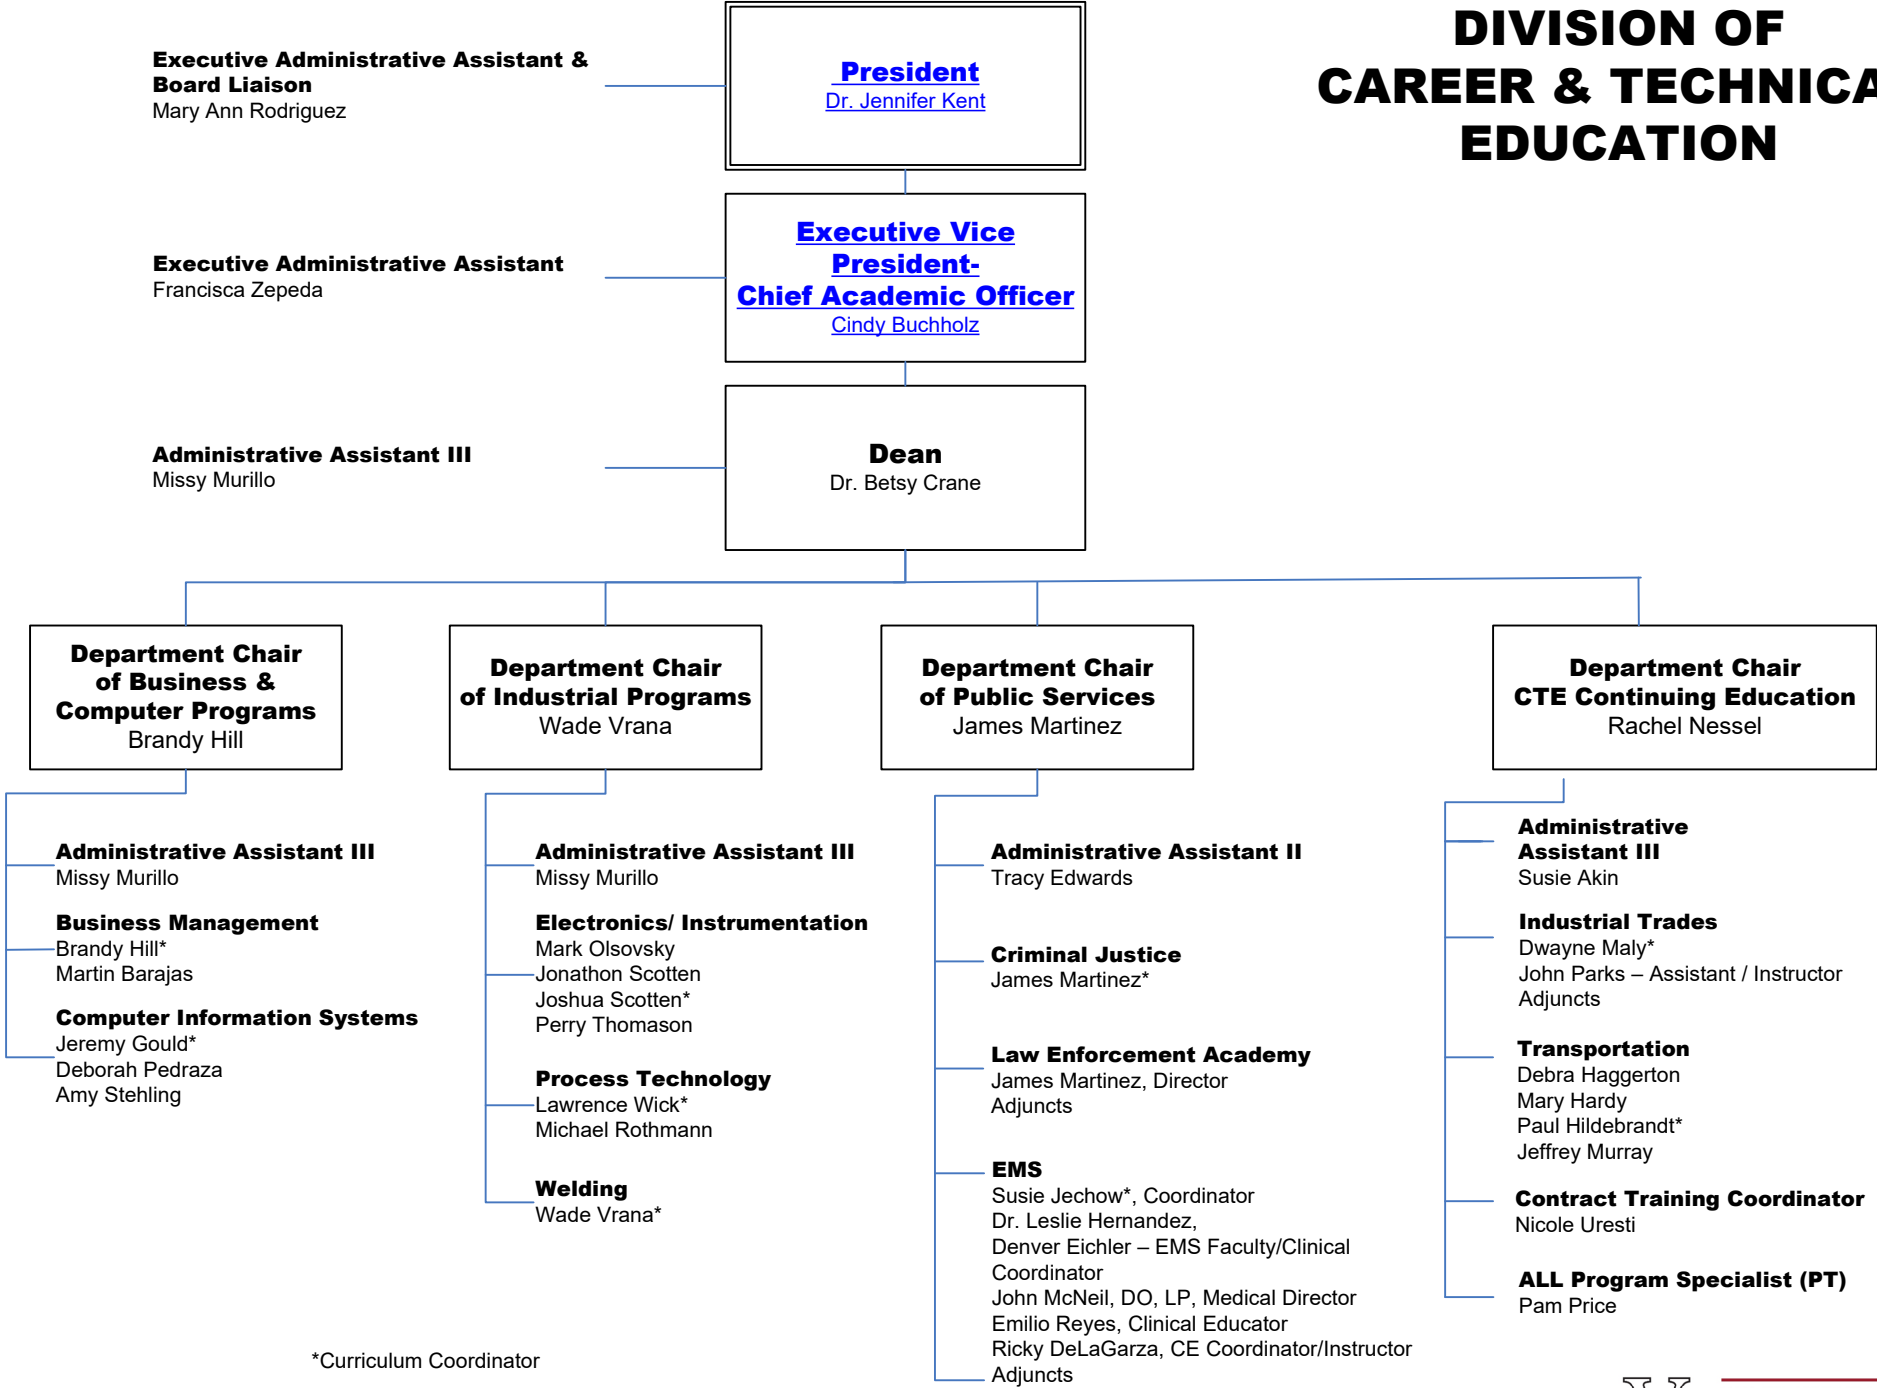 DIVISION OF
CAREER & TECHNICA
EDUCATION
Executive Administrative Assistant &
Board Liaison
Mary Ann Rodriguez
President
Dr. Jennifer Kent
Executive Administrative Assistant
Francisca Zepeda
Executive Vice
President-
Chief Academic Officer
Cindy Buchholz
Administrative Assistant III
Missy Murillo
Dean
Dr. Betsy Crane
Department Chair
of Business &
Computer Programs
Brandy Hill
Administrative Assistant III
Missy Murillo
Business Management
Brandy Hill*
Martin Barajas
Computer Information Systems
Jeremy Gould*
Deborah Pedraza
Amy Stehling
Department Chair
of Industrial Programs
Wade Vrana
Administrative Assistant III
Missy Murillo
Electronics/ Instrumentation
Mark Olsovsky
Jonathon Scotten
Joshua Scotten*
Perry Thomason
Process Technology
Lawrence Wick*
Michael Rothmann
Welding
Wade Vrana*
Department Chair
of Public Services
James Martinez
Administrative Assistant II
Tracy Edwards
Criminal Justice
James Martinez*
Law Enforcement Academy
James Martinez, Director
Adjuncts
EMS
Susie Jechow*, Coordinator
Dr. Leslie Hernandez,
Denver Eichler – EMS Faculty/Clinical
Coordinator
John McNeil, DO, LP, Medical Director
Emilio Reyes, Clinical Educator
Ricky DeLaGarza, CE Coordinator/Instructor
Adjuncts
Department Chair
CTE Continuing Education
Rachel Nessel
Administrative
Assistant III
Susie Akin
Industrial Trades
Dwayne Maly*
John Parks – Assistant / Instructor
Adjuncts
Transportation
Debra Haggerton
Mary Hardy
Paul Hildebrandt*
Jeffrey Murray
Contract Training Coordinator
Nicole Uresti
ALL Program Specialist (PT)
Pam Price
*Curriculum Coordinator